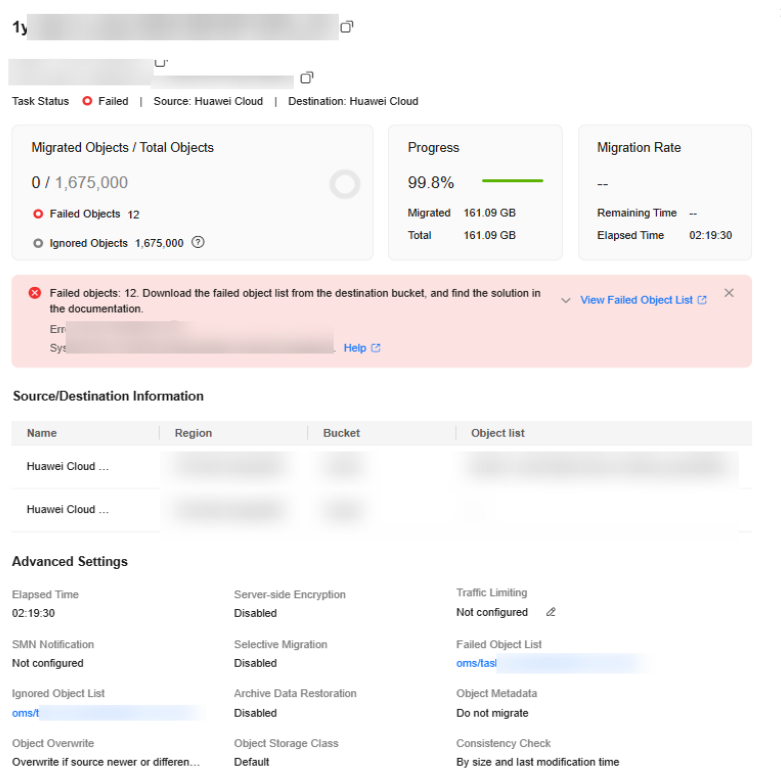 1y
Task Status Failed | Source: Huawei Cloud | Destination: Huawei Cloud
Migrated Objects / Total Objects
0 / 1,675,000
Failed Objects 12
Ignored Objects 1,675,000 ?
Progress
99.8%
Migrated 161.09 GB
Total 161.09 GB
Migration Rate
--
Remaining Time --
Elapsed Time 02:19:30
Failed objects: 12. Download the failed object list from the destination bucket, and find the solution in
the documentation.
View Failed Object List
Err
Sys
. Help
Source/Destination Information
Name Region Bucket Object list
Huawei Cloud ...
Huawei Cloud ...
Advanced Settings
Elapsed Time Server-side Encryption Traffic Limiting
02:19:30 Disabled Not configured
SMN Notification Selective Migration Failed Object List
Not configured Disabled oms/tas
Ignored Object List Archive Data Restoration Object Metadata
oms/t Disabled Do not migrate
Object Overwrite Object Storage Class Consistency Check
Overwrite if source newer or differen... Default By size and last modification time